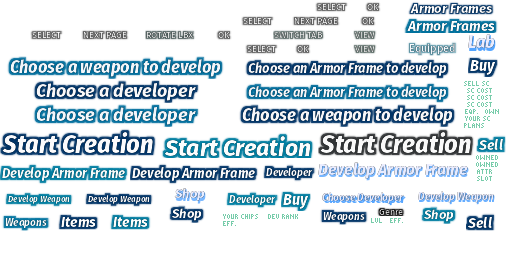 SELECT OK Armor Frames
SELECT NEXT PAGE OK Armor Frames
SELECT NEXT PAGE ROTATE LBX OK SWITCH TAB VIEW
SELECT OK VIEW Equipped Lab
Choose a weapon to develop Choose an Armor Frame to develop Buy
Choose a developer Choose an Armor Frame to develop
SELL SC
SC COST
SC COST
SC COST
EQP. OWN
YOUR SC
PLANS
Choose a developer Choose a weapon to develop
Start Creation Start Creation Start Creation Sell
Develop Armor Frame Develop Armor Frame Developer Develop Armor Frame
OWNED
OWNED
ATTR
SLOT
Develop Weapon Develop Weapon Shop Developer Buy Choose Developer Develop Weapon
Weapons Items Items Shop
YOUR CHIPS DEV RANK
EFF.
Weapons Genre Shop Sell
LVL EFF.